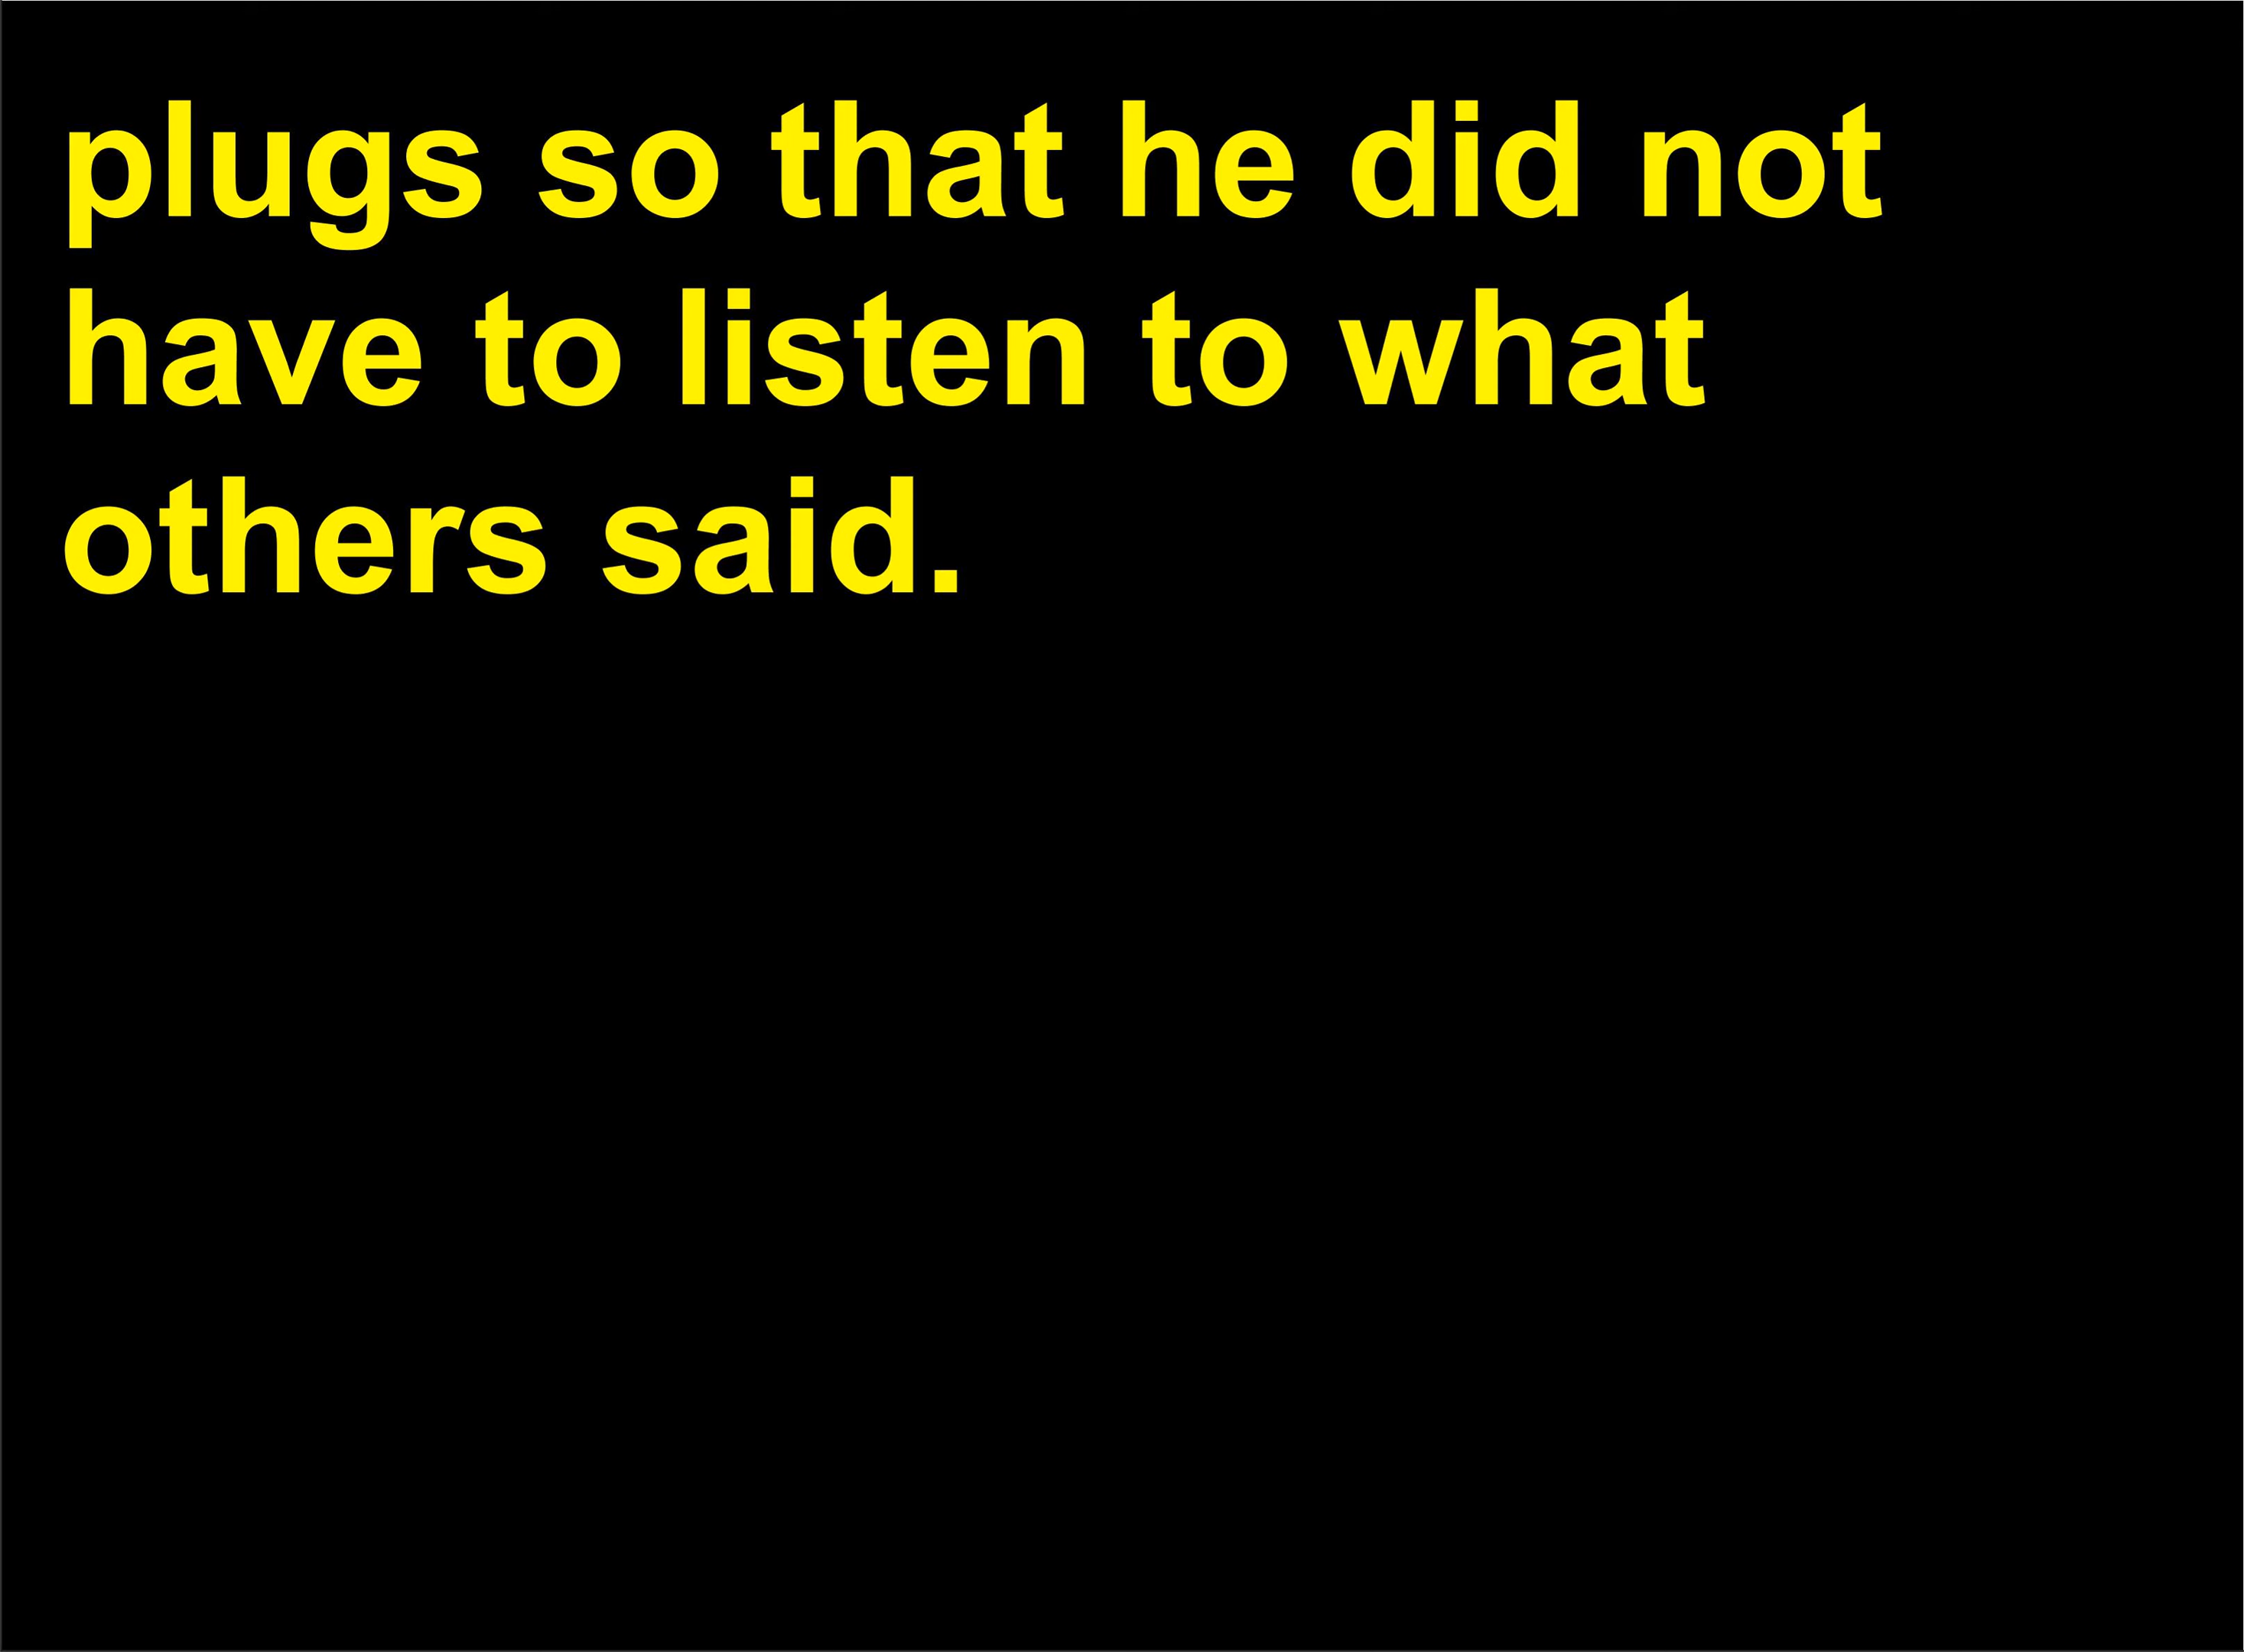 plugs so that he did not
have to listen to what
others said.